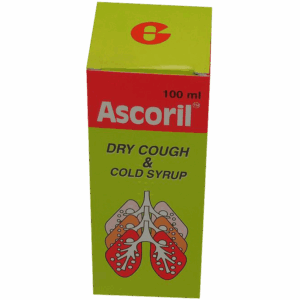 100 ml
Ascoril®
DRY COUGH
&
COLD SYRUP